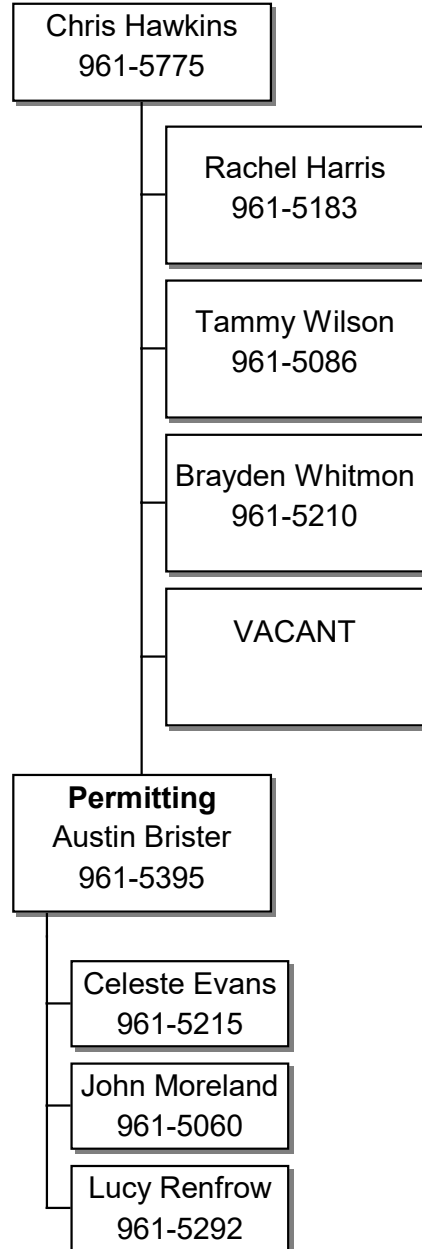 Chris Hawkins
961-5775
Rachel Harris
961-5183
Tammy Wilson
961-5086
Brayden Whitmon
961-5210
VACANT
Permitting
Austin Brister
961-5395
Celeste Evans
961-5215
John Moreland
961-5060
Lucy Renfrow
961-5292